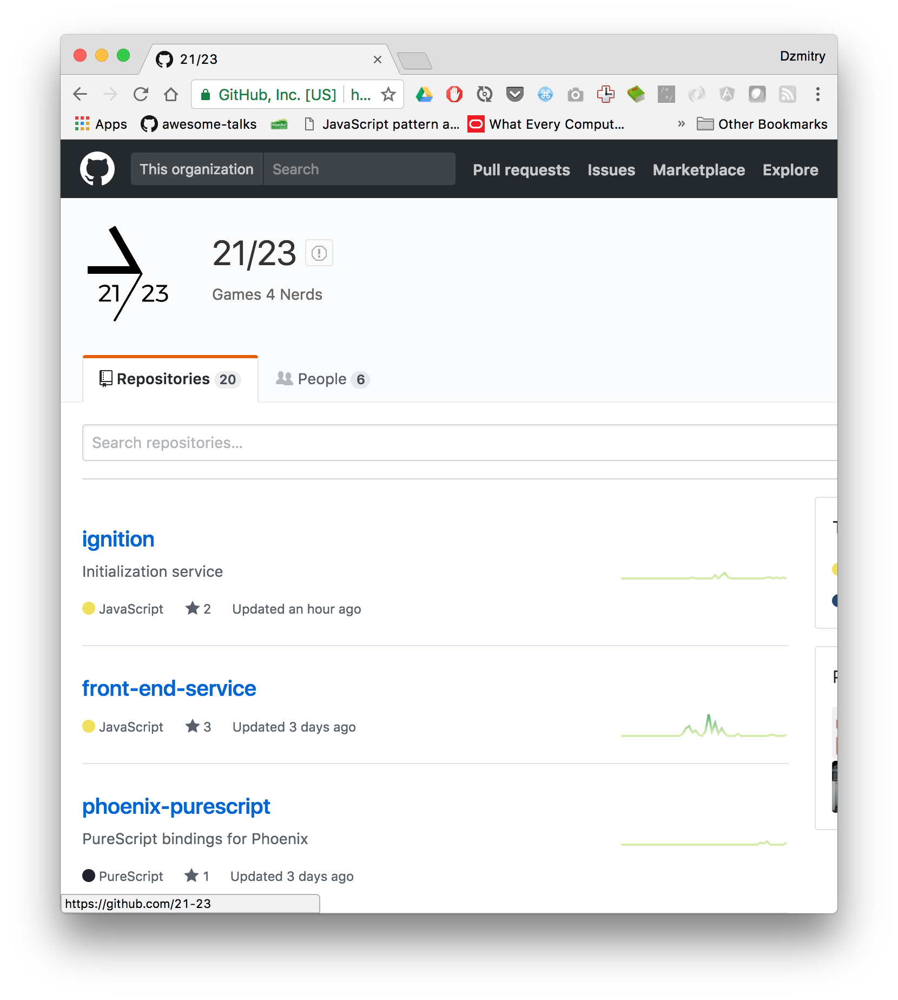 21/23
Dzmitry
GitHub, Inc. [US] h...
Apps awesome-talks JavaScript pattern a... What Every Comput... » Other Bookmarks
This organization Search Pull requests Issues Marketplace Explore
21/23
21/23
Games 4 Nerds
Repositories 20 People 6
Search repositories...
ignition
Initialization service
JavaScript 2 Updated an hour ago
front-end-service
JavaScript 3 Updated 3 days ago
phoenix-purescript
PureScript bindings for Phoenix
PureScript 1 Updated 3 days ago
https://github.com/21-23